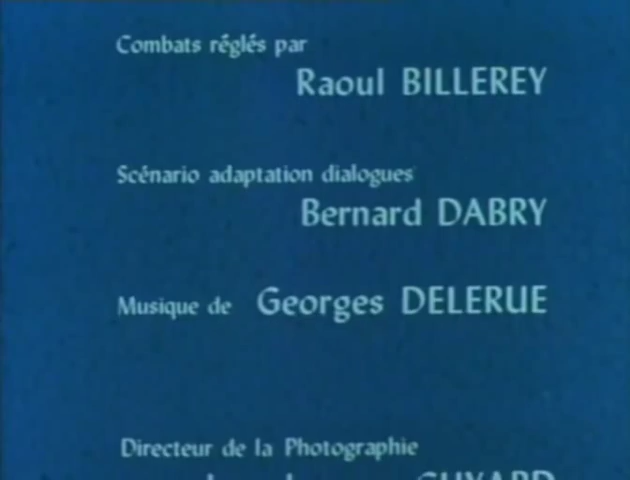 Combats réglés par
Raoul BILLEREY
Scénario adaptation dialogues
Bernard DABRY
Musique de Georges DELERUE
Directeur de la Photographie